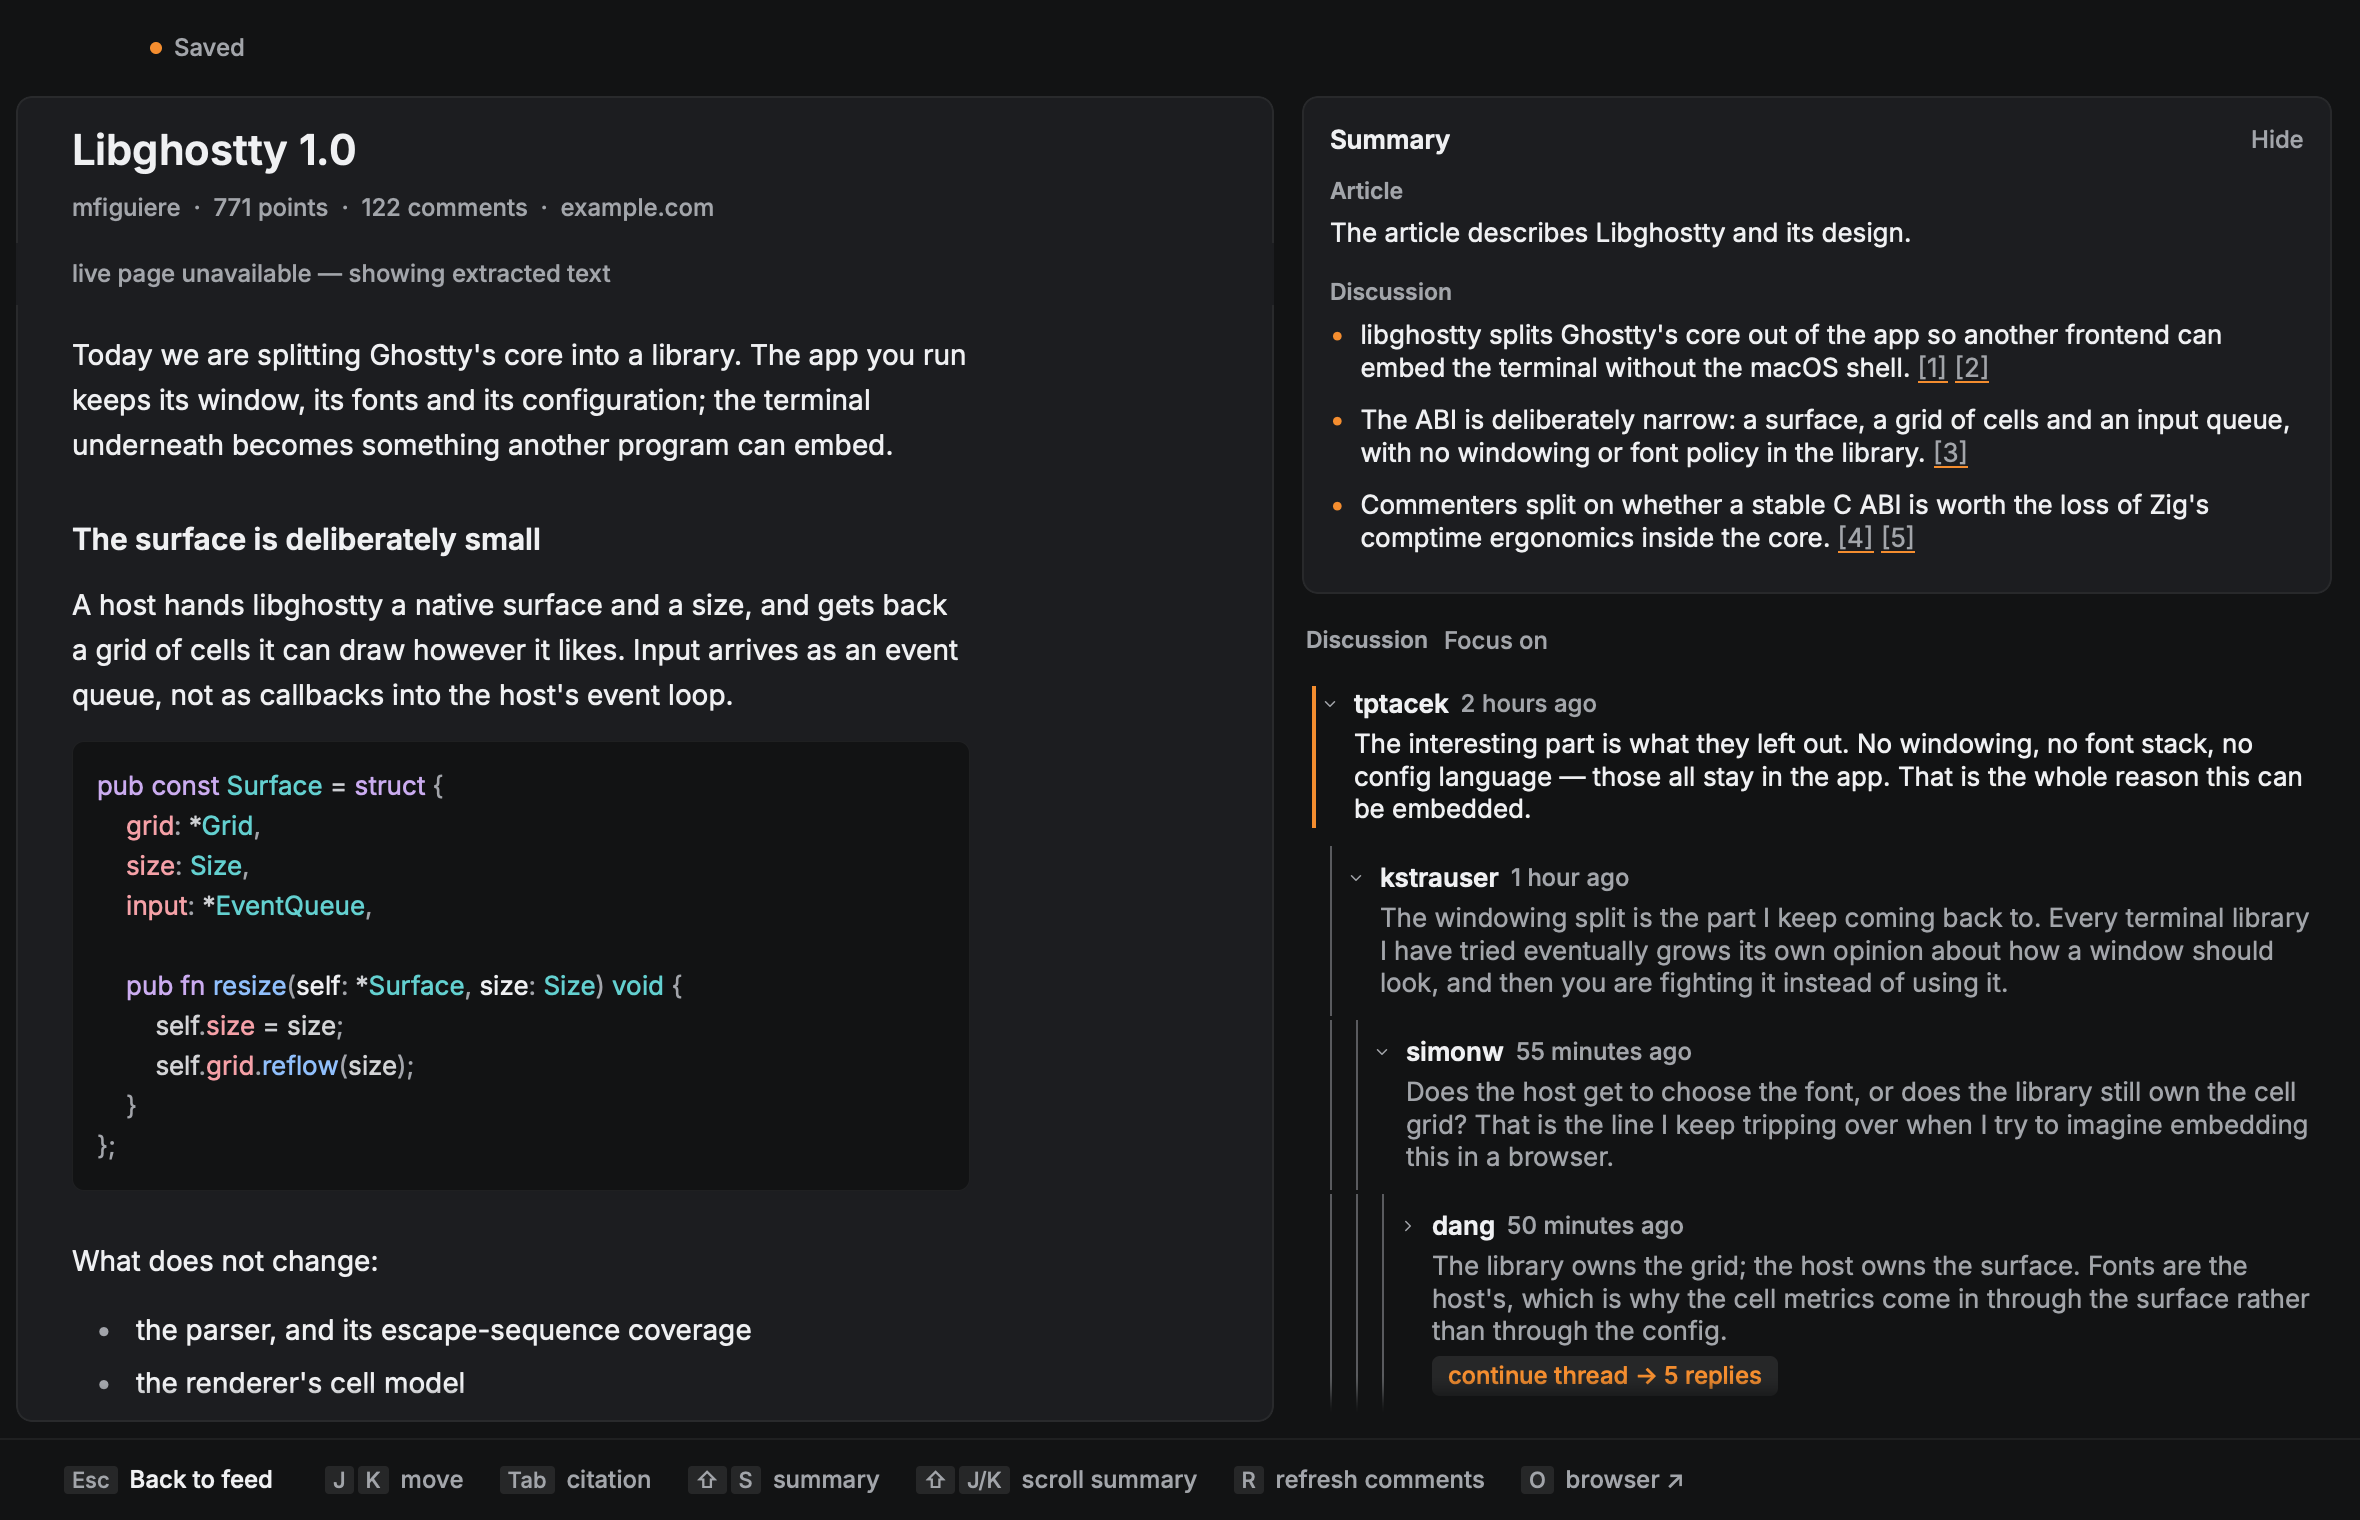 Saved
Libghostty 1.0
mfiguiere · 771 points · 122 comments · example.com
live page unavailable — showing extracted text
Today we are splitting Ghostty's core into a library. The app you run
keeps its window, its fonts and its configuration; the terminal
underneath becomes something another program can embed.
The surface is deliberately small
A host hands libghostty a native surface and a size, and gets back
a grid of cells it can draw however it likes. Input arrives as an event
queue, not as callbacks into the host's event loop.
pub const Surface = struct {
    grid: *Grid,
    size: Size,
    input: *EventQueue,

    pub fn resize(self: *Surface, size: Size) void {
        self.size = size;
        self.grid.reflow(size);
    }
};
What does not change:
• the parser, and its escape-sequence coverage
• the renderer's cell model
Summary
Hide
Article
The article describes Libghostty and its design.
Discussion
• libghostty splits Ghostty's core out of the app so another frontend can
embed the terminal without the macOS shell. [1] [2]
• The ABI is deliberately narrow: a surface, a grid of cells and an input queue,
with no windowing or font policy in the library. [3]
• Commenters split on whether a stable C ABI is worth the loss of Zig's
comptime ergonomics inside the core. [4] [5]
Discussion Focus on
tptacek 2 hours ago
The interesting part is what they left out. No windowing, no font stack, no
config language — those all stay in the app. That is the whole reason this can
be embedded.
kstrauser 1 hour ago
The windowing split is the part I keep coming back to. Every terminal library
I have tried eventually grows its own opinion about how a window should
look, and then you are fighting it instead of using it.
simonw 55 minutes ago
Does the host get to choose the font, or does the library still own the cell
grid? That is the line I keep tripping over when I try to imagine embedding
this in a browser.
dang 50 minutes ago
The library owns the grid; the host owns the surface. Fonts are the
host's, which is why the cell metrics come in through the surface rather
than through the config.
continue thread → 5 replies
Esc Back to feed J K move Tab citation ⇧ S summary ⇧ J/K scroll summary R refresh comments O browser ↗